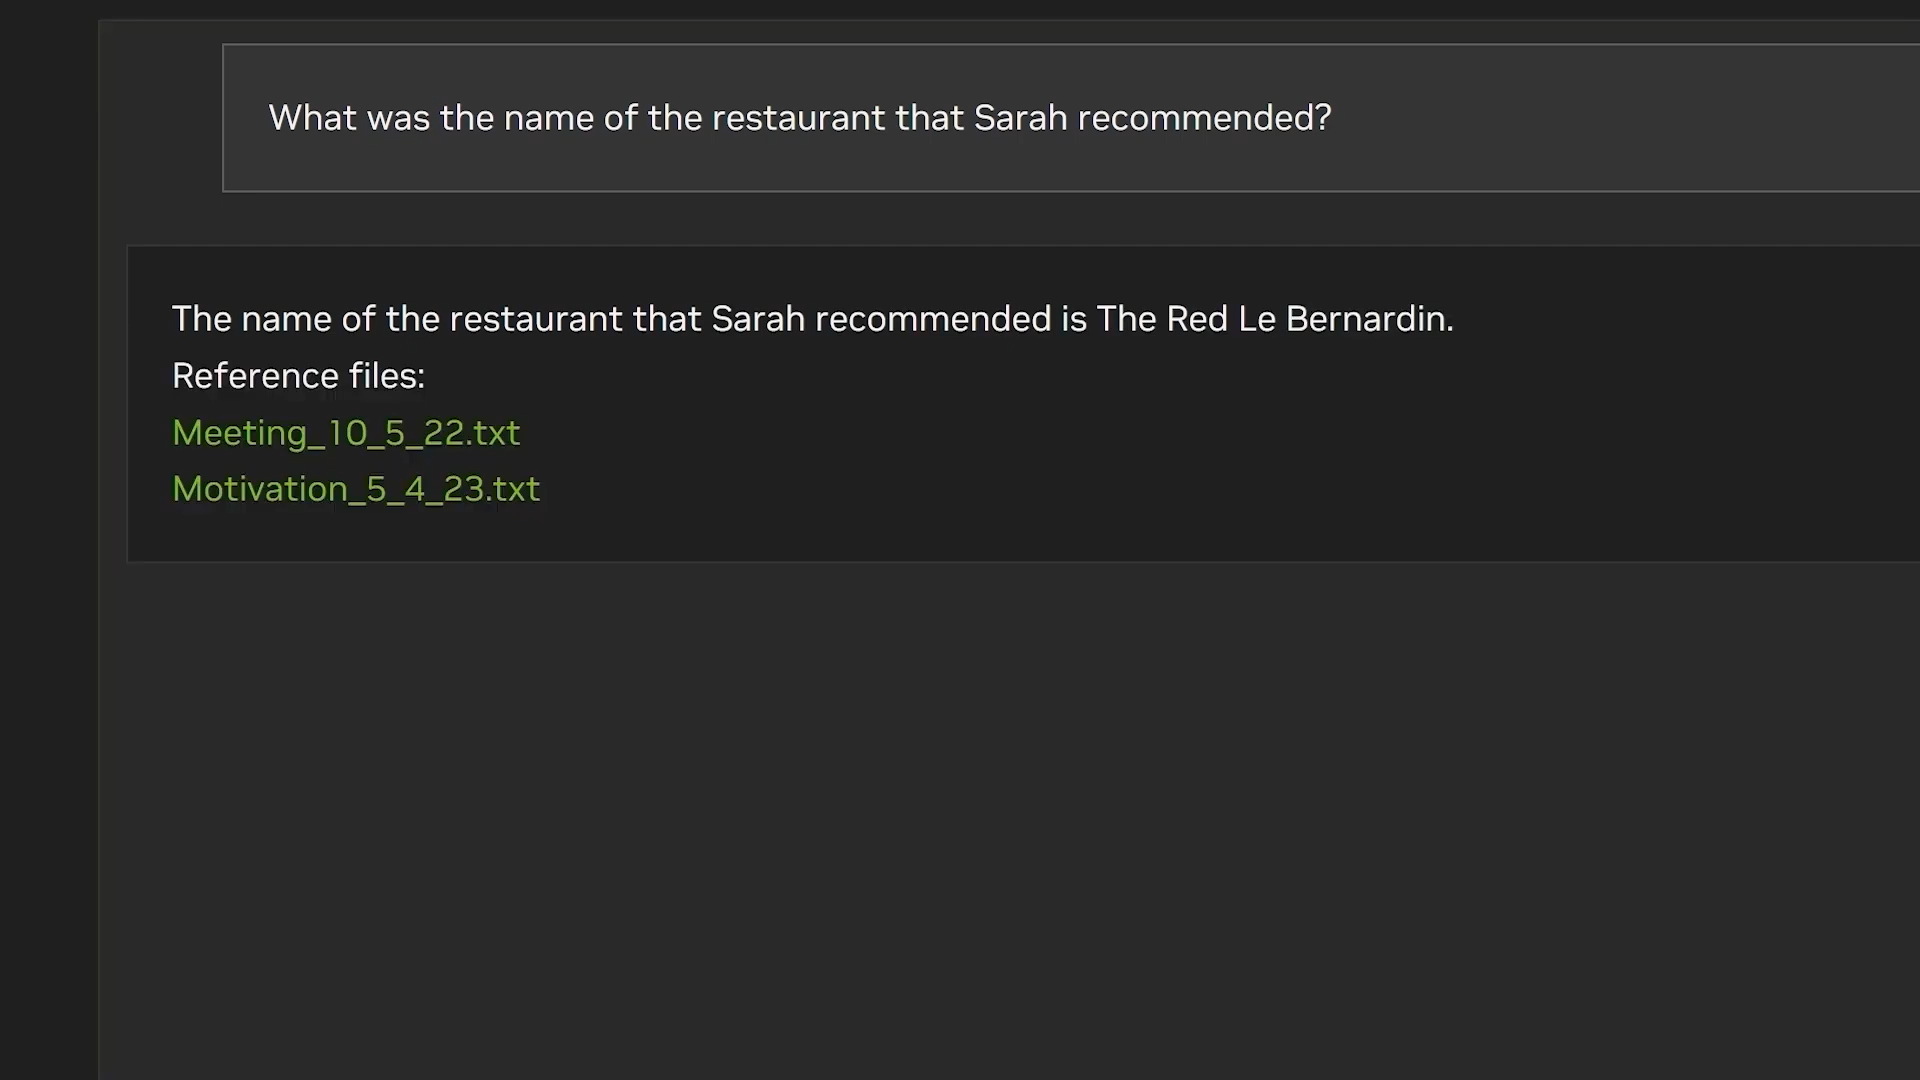 What was the name of the restaurant that Sarah recommended?
The name of the restaurant that Sarah recommended is The Red Le Bernardin.
Reference files:
Meeting_10_5_22.txt
Motivation_5_4_23.txt